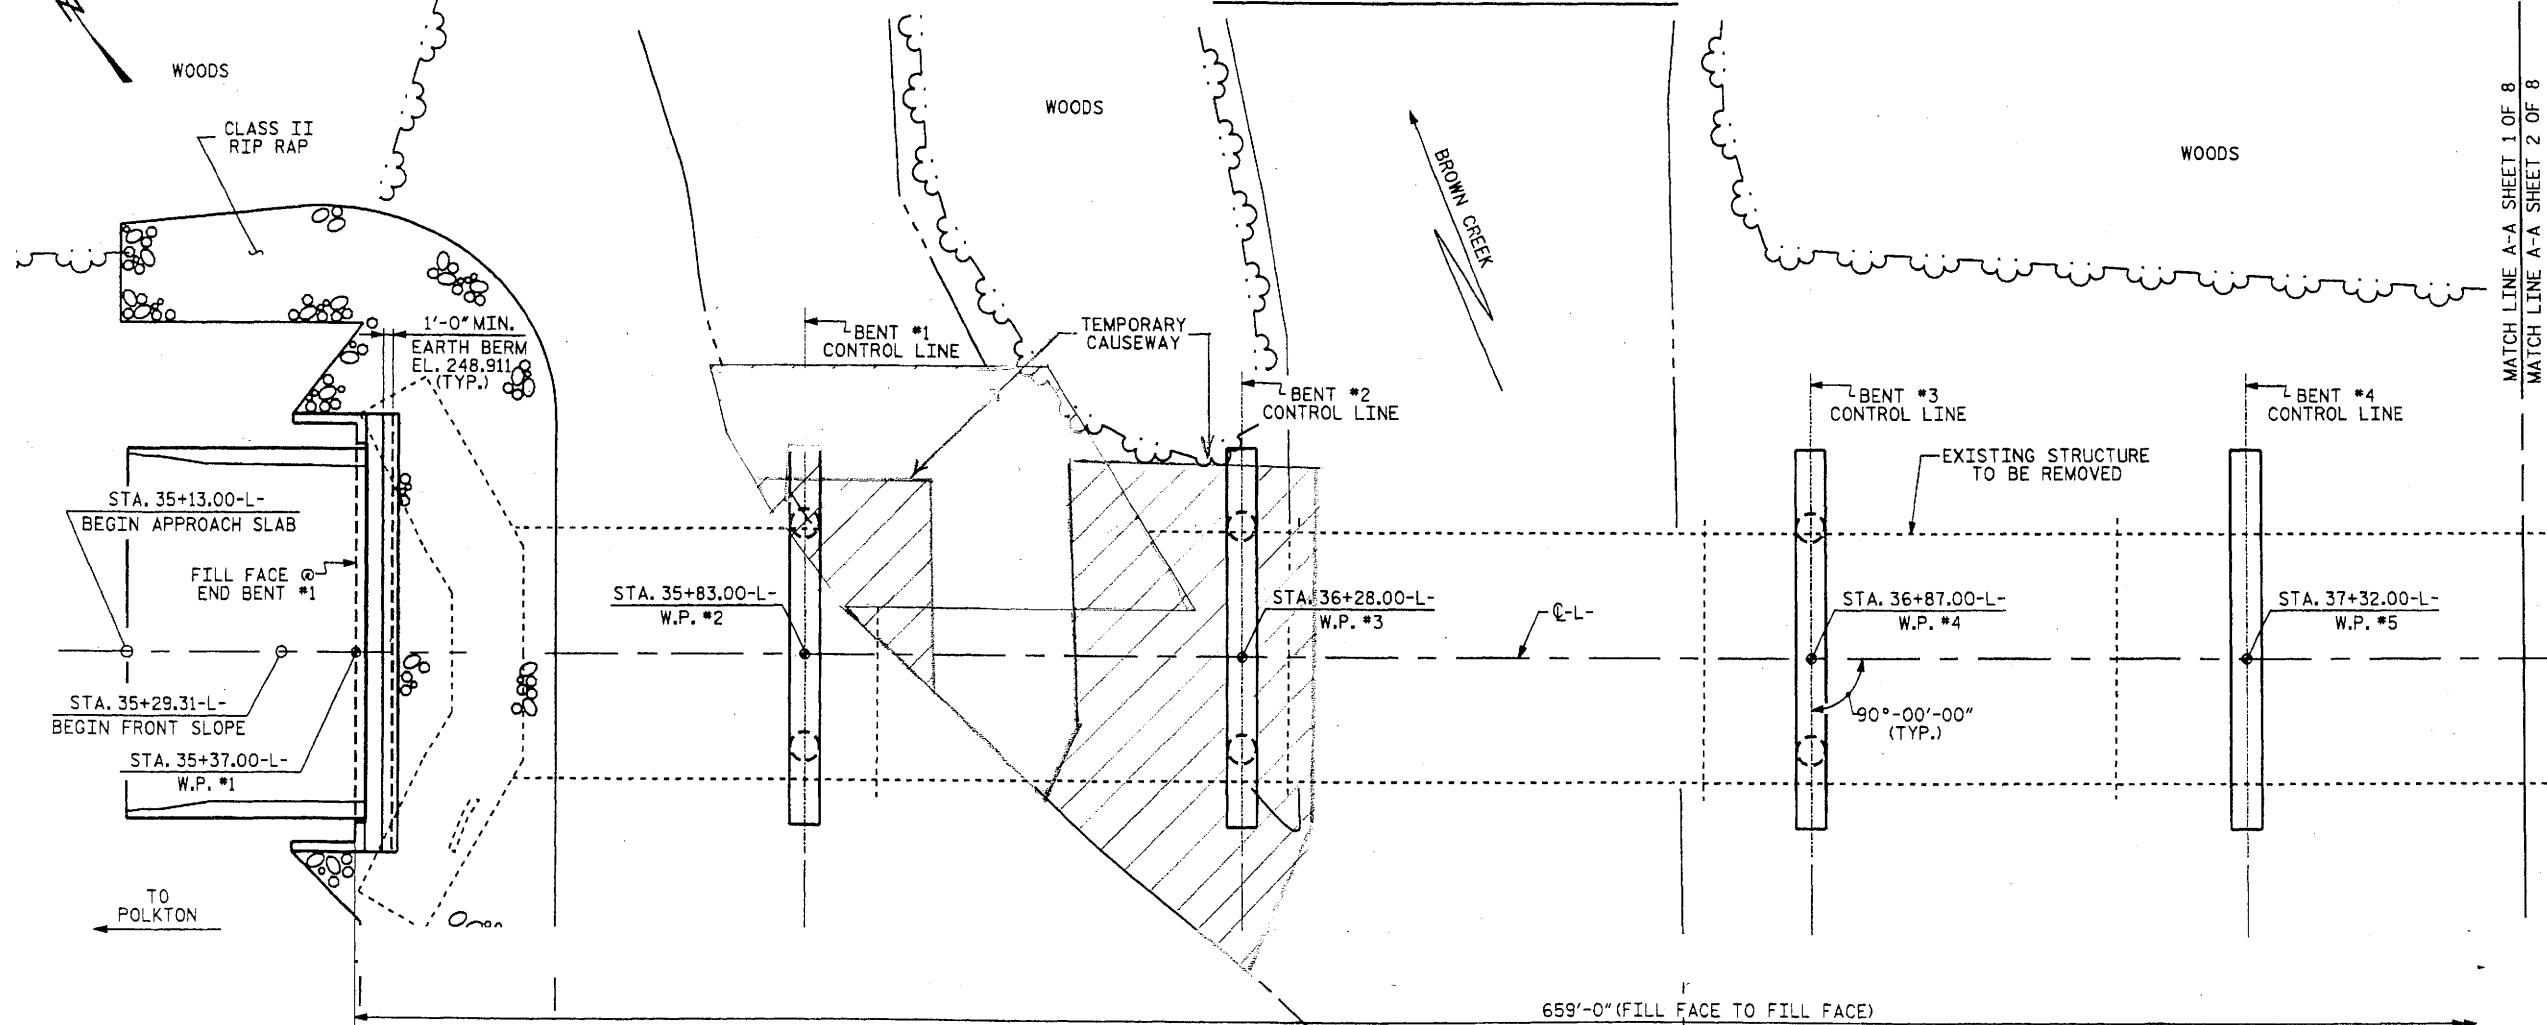 WOODS
CLASS II
RIP RAP
1'-0" MIN.
EARTH BERM
EL. 248.911
(TYP.)
STA. 35+13.00-L-
BEGIN APPROACH SLAB
FILL FACE @
END BENT #1
STA. 35+29.31-L-
BEGIN FRONT SLOPE
STA. 35+37.00-L-
W.P. #1
TO
POLKTON
BENT #1
CONTROL LINE
STA. 35+83.00-L-
W.P. #2
WOODS
TEMPORARY
CAUSEWAY
BENT #2
CONTROL LINE
STA. 36+28.00-L-
W.P. #3
BROWN CREEK
℄-L-
BENT #3
CONTROL LINE
EXISTING STRUCTURE
TO BE REMOVED
STA. 36+87.00-L-
W.P. #4
90°-00'-00"
(TYP.)
WOODS
BENT #4
CONTROL LINE
STA. 37+32.00-L-
W.P. #5
659'-0" (FILL FACE TO FILL FACE)
MATCH LINE A-A SHEET 1 OF 8
MATCH LINE A-A SHEET 2 OF 8